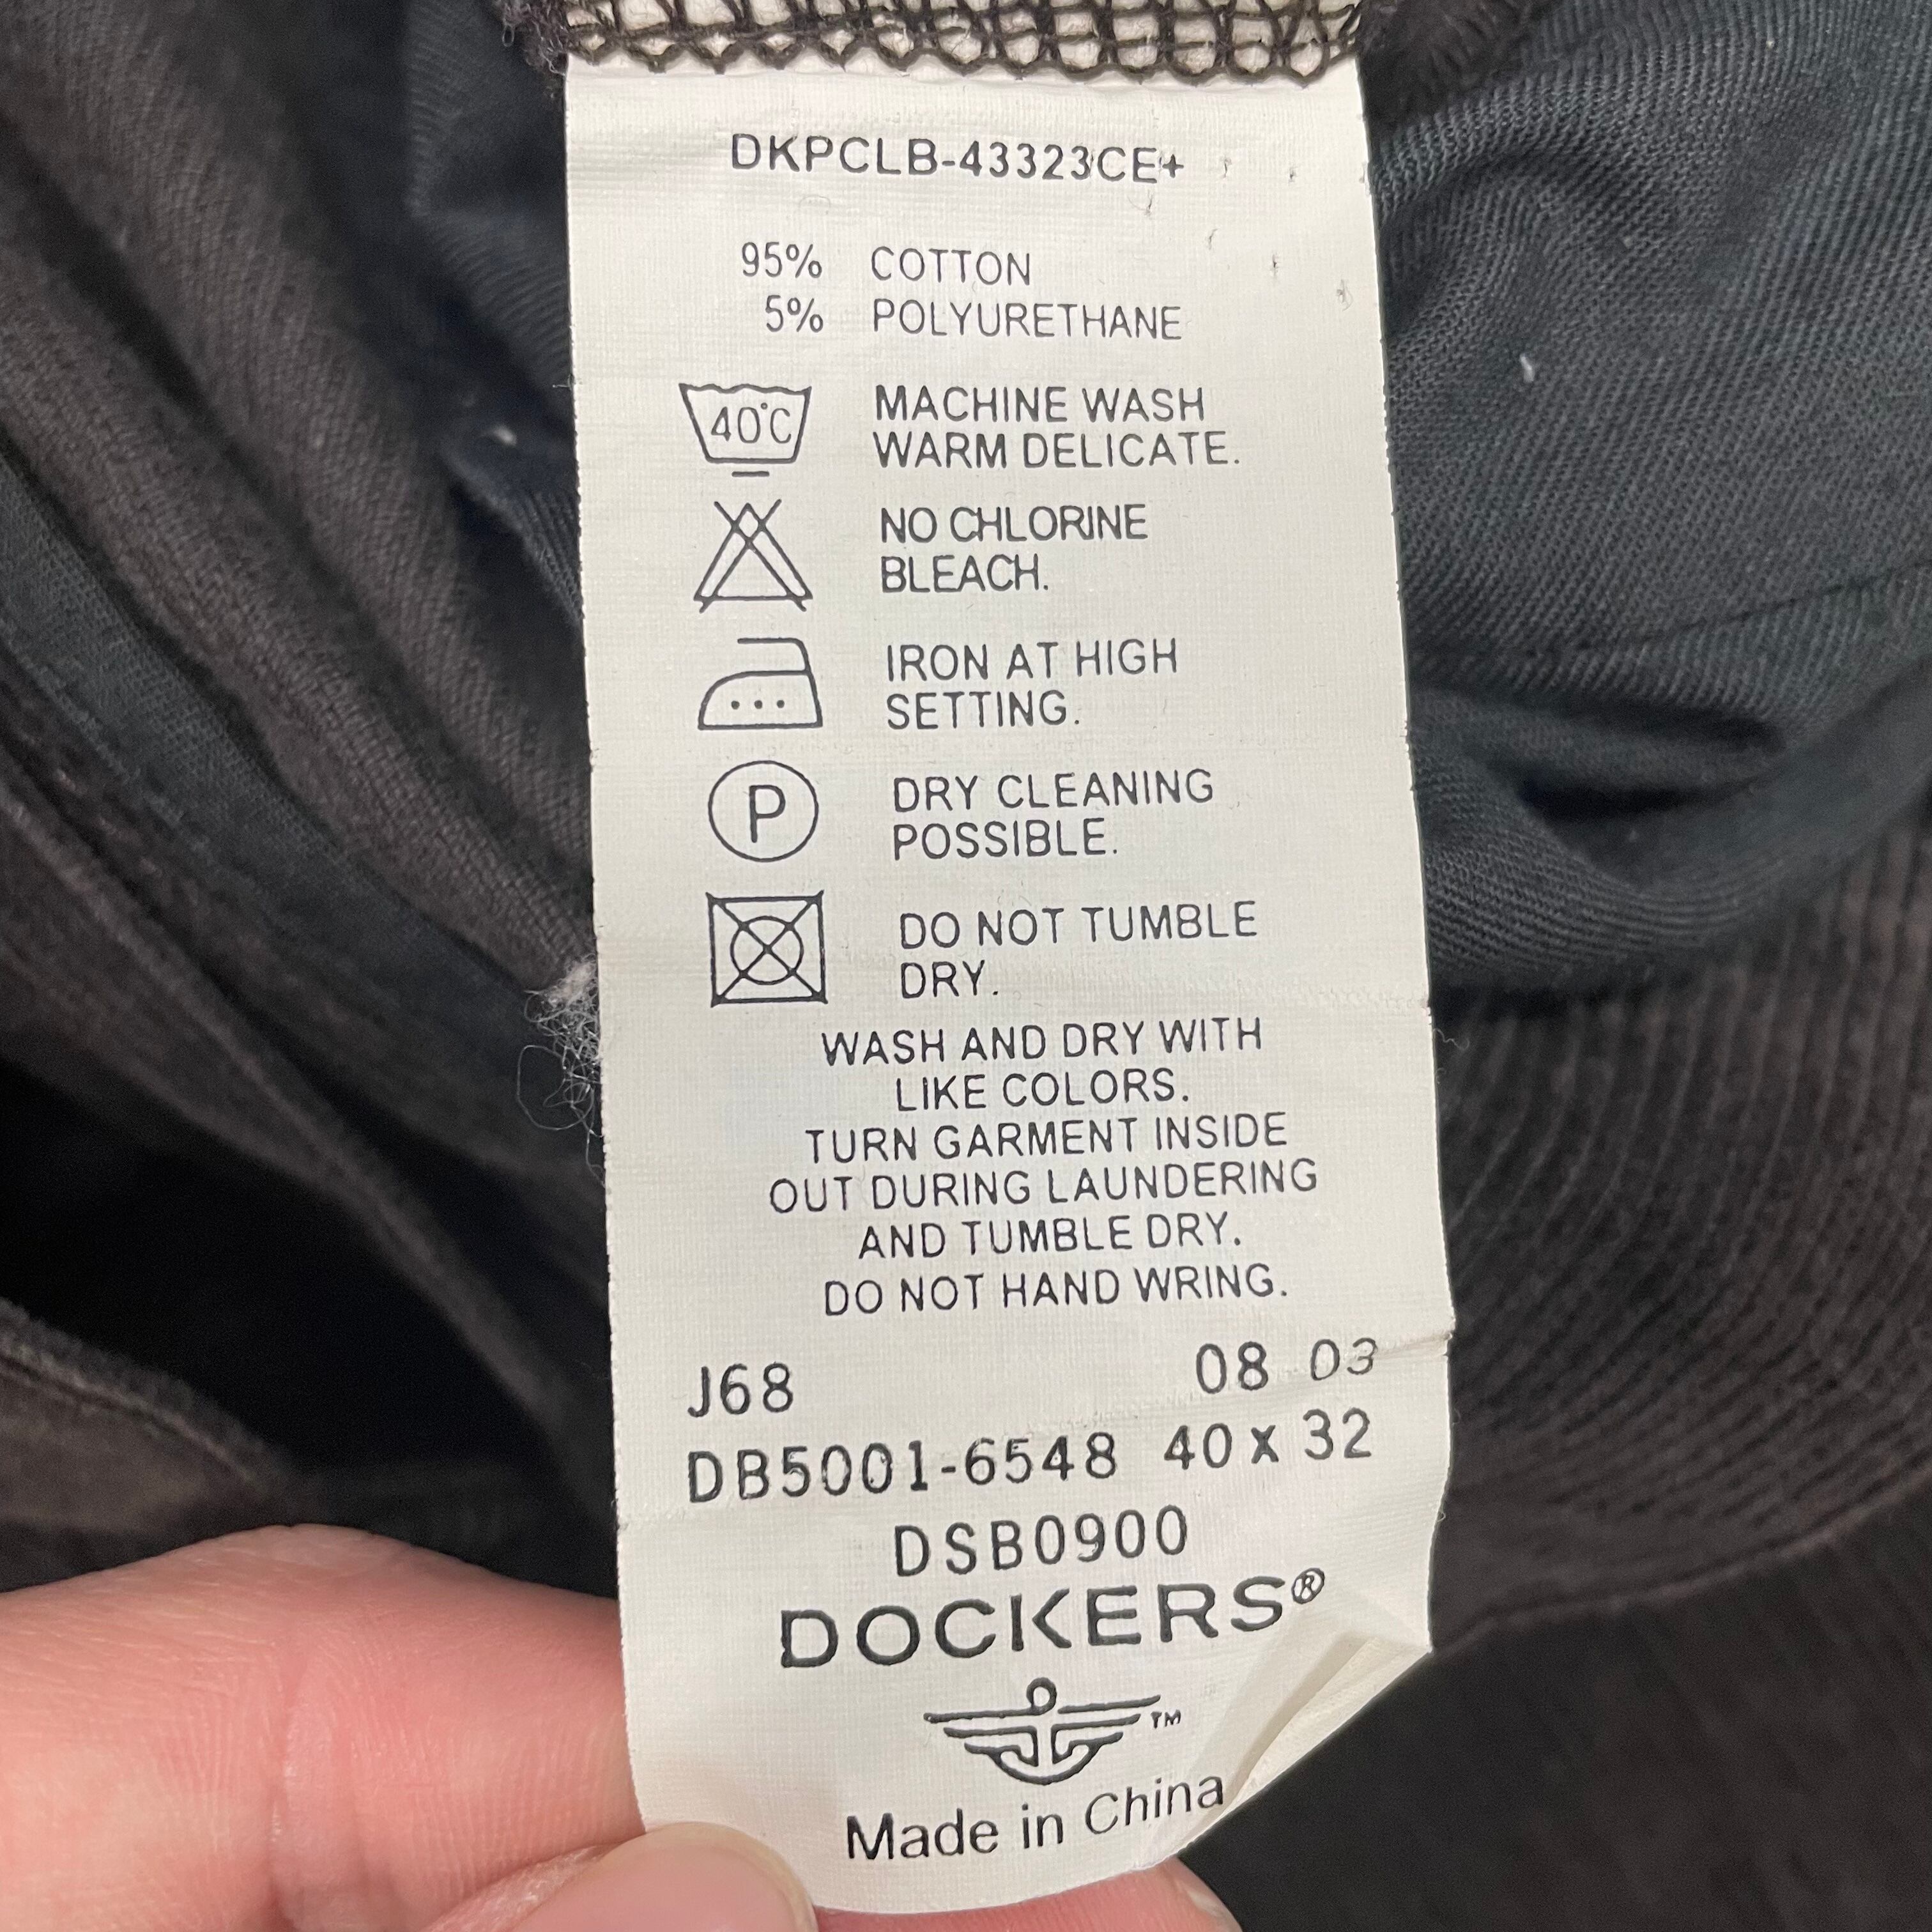 DKPCLB-43323CE+
95% COTTON
5% POLYURETHANE
40°C MACHINE WASH
WARM DELICATE.
NO CHLORINE
BLEACH.
IRON AT HIGH
SETTING.
P DRY CLEANING
POSSIBLE.
DO NOT TUMBLE
DRY.
WASH AND DRY WITH
LIKE COLORS.
TURN GARMENT INSIDE
OUT DURING LAUNDERING
AND TUMBLE DRY.
DO NOT HAND WRING.
J68 08 03
DB5001-6548 40 x 32
DSB0900
DOCKERS®
TM
Made in China